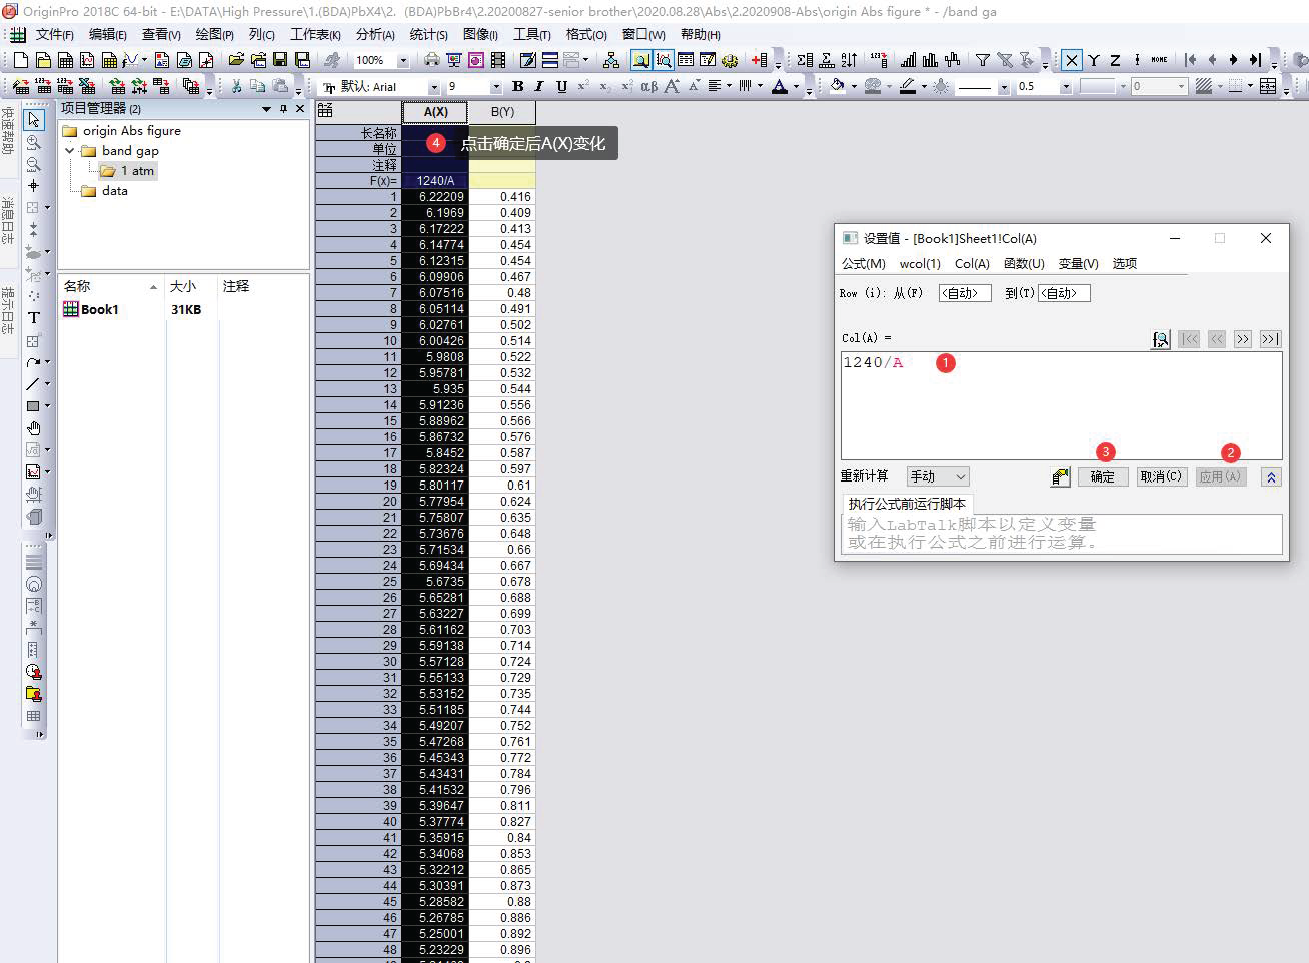 OriginPro 2018C 64-bit - E:\DATA\High Pressure\1.(BDA)PbX4\2.  (BDA)PbBr4\2.20200827-senior brother\2020.08.28\Abs\2.2020908-Abs\origin Abs figure * - /band ga
文件(F) 编辑(E) 查看(V) 绘图(P) 列(C) 工作表(K) 分析(A) 统计(S) 图像(I) 工具(T) 格式(O) 窗口(W) 帮助(H)
100% X Y Z HOME
默认: Arial 9 B I U αβ A A A 0.5 0
快速帮助
消息日志
提示日志
项目管理器 (2)
origin Abs figure
band gap
1 atm
data
名称 大小 注释
Book1 31KB
A(X) B(Y)
长名称
单位
注释
F(x)= 1240/A
4 点击确定后A(X)变化
1 6.22209 0.416
2 6.1969 0.409
3 6.17222 0.413
4 6.14774 0.454
5 6.12315 0.454
6 6.09906 0.467
7 6.07516 0.48
8 6.05114 0.491
9 6.02761 0.502
10 6.00426 0.514
11 5.9808 0.522
12 5.95781 0.532
13 5.935 0.544
14 5.91236 0.556
15 5.88962 0.566
16 5.86732 0.576
17 5.8452 0.587
18 5.82324 0.597
19 5.80117 0.61
20 5.77954 0.624
21 5.75807 0.635
22 5.73676 0.648
23 5.71534 0.66
24 5.69434 0.667
25 5.6735 0.678
26 5.65281 0.688
27 5.63227 0.699
28 5.61162 0.703
29 5.59138 0.714
30 5.57128 0.724
31 5.55133 0.729
32 5.53152 0.735
33 5.51185 0.744
34 5.49207 0.752
35 5.47268 0.761
36 5.45343 0.772
37 5.43431 0.784
38 5.41532 0.796
39 5.39647 0.811
40 5.37774 0.827
41 5.35915 0.84
42 5.34068 0.853
43 5.32212 0.865
44 5.30391 0.873
45 5.28582 0.88
46 5.26785 0.886
47 5.25001 0.892
48 5.23229 0.896
设置值 - [Book1]Sheet1!Col(A)
公式(M) wcol(1) Col(A) 函数(U) 变量(V) 选项
Row (i): 从(F) <自动> 到(T) <自动>
Col(A) =
1240/A 1
3 2
重新计算 手动 确定 取消(C) 应用(A)
执行公式前运行脚本
输入LabTalk脚本以定义变量
或在执行公式之前进行运算。